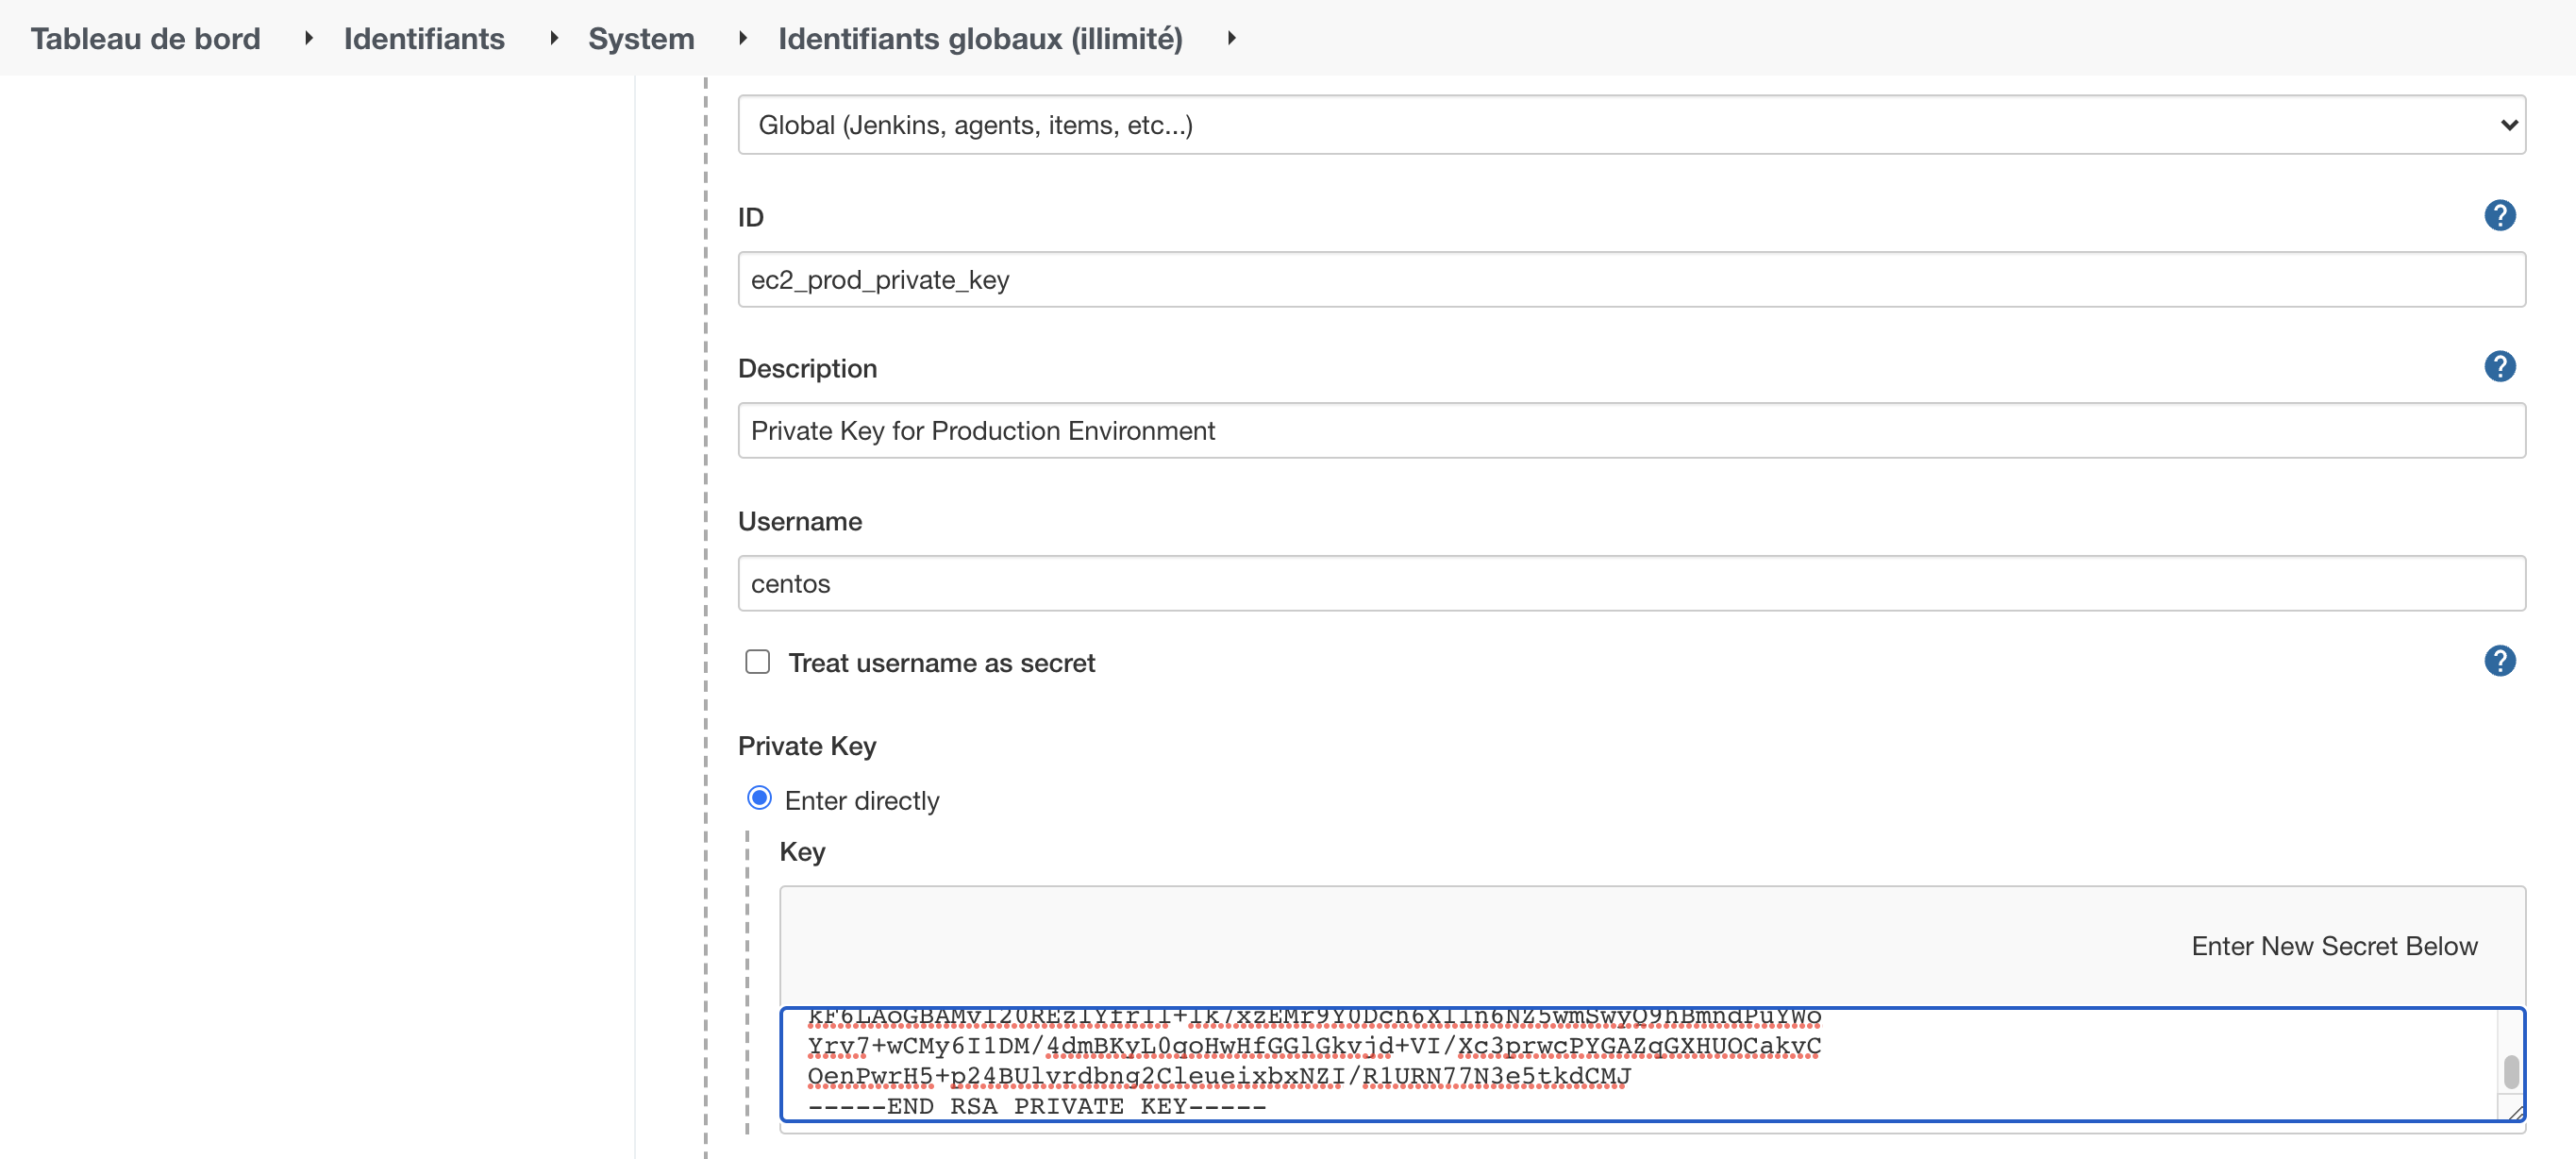 Tableau de bord
Identifiants
System
Identifiants globaux (illimité)
Global (Jenkins, agents, items, etc...)
ID
?
ec2_prod_private_key
Description
?
Private Key for Production Environment
Username
centos
Treat username as secret
?
Private Key
Enter directly
Key
Enter New Secret Below
Yrv7+wCMy6I1DM/4dmBKyL0qoHwHfGGlGkvjd+VI/Xc3prwcPYGAZqGXHUOCakvC
OenPwrH5+p24BUlvrdbng2CleueixbxNZI/R1URN77N3e5tkdCMJ
-----END RSA PRIVATE KEY-----